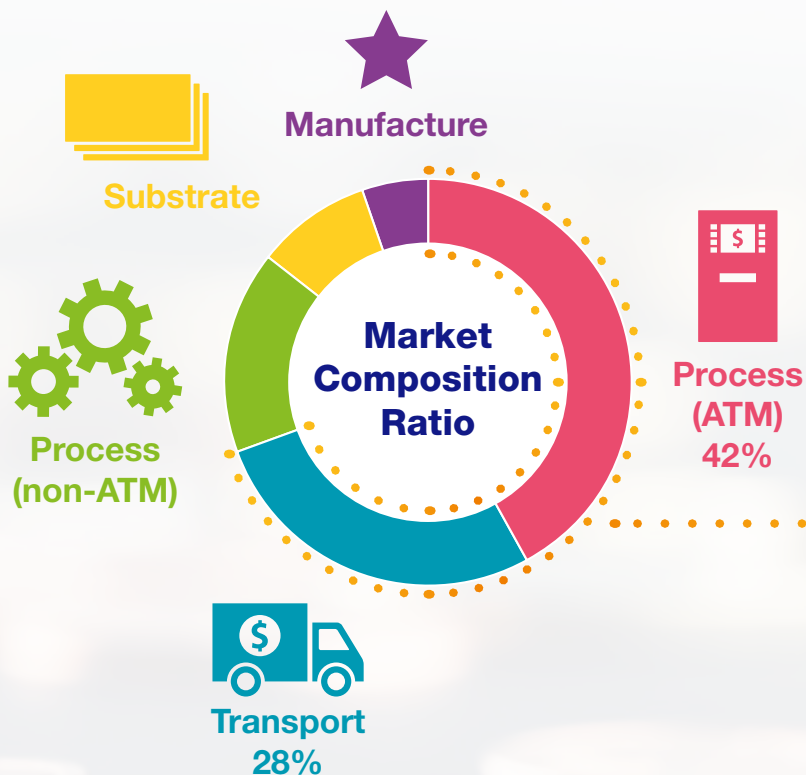 Manufacture
Substrate
$
Market
Composition
Ratio
Process
(ATM)
42%
Process
(non-ATM)
$
Transport
28%